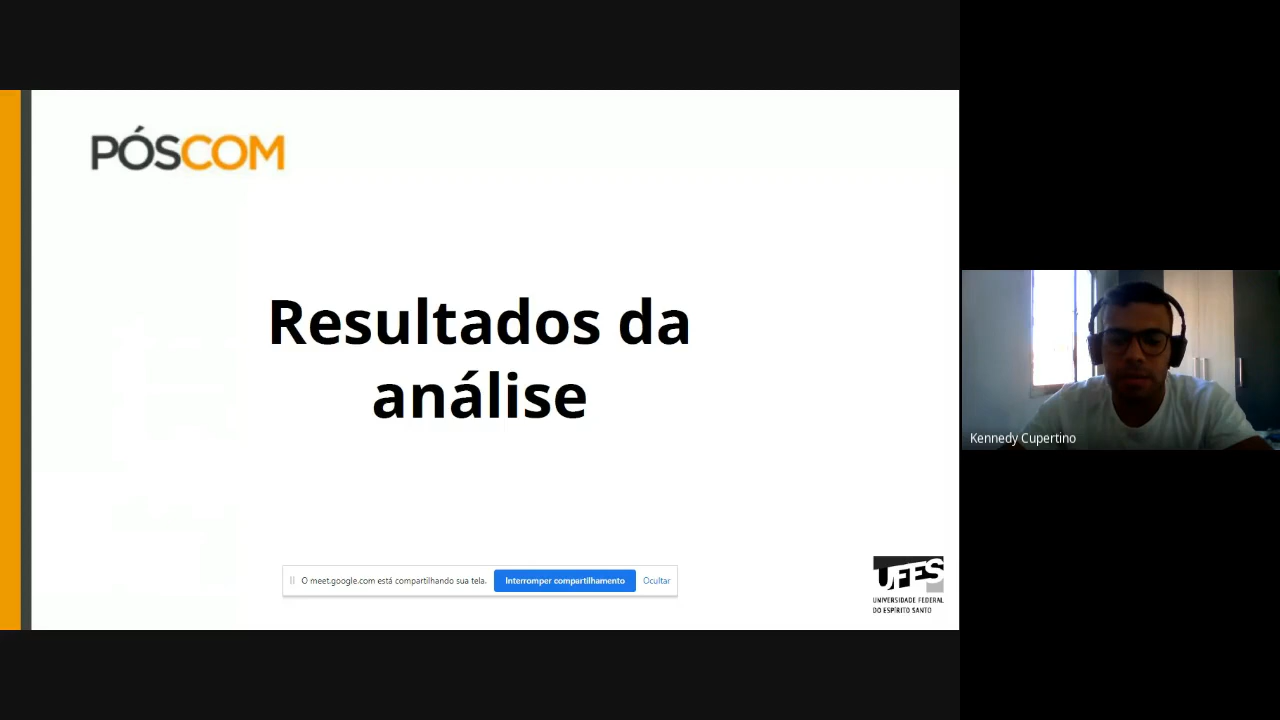 PÓSCOM
Resultados da
análise
O meet.google.com está compartilhando sua tela.
Interromper compartilhamento
Ocultar
UFES
UNIVERSIDADE FEDERAL
DO ESPÍRITO SANTO
Kennedy Cupertino